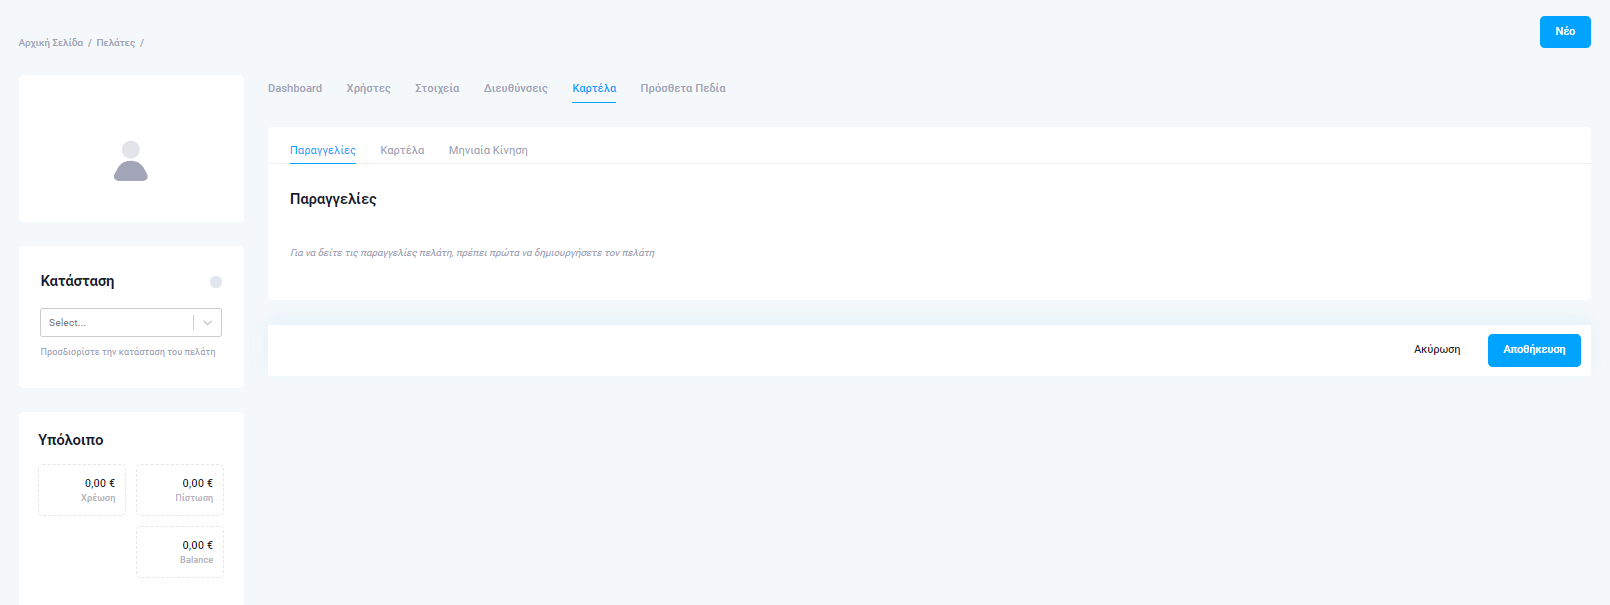 Νέο
Αρχική Σελίδα / Πελάτες /
Dashboard Χρήστες Στοιχεία Διευθύνσεις Καρτέλα Πρόσθετα Πεδία
Παραγγελίες Καρτέλα Μηνιαία Κίνηση
Παραγγελίες
Για να δείτε τις παραγγελίες πελάτη, πρέπει πρώτα να δημιουργήσετε τον πελάτη
Ακύρωση Αποθήκευση
Κατάσταση
Select...
Προσδιορίστε την κατάσταση του πελάτη
Υπόλοιπο
0,00 € 0,00 €
Χρέωση Πίστωση
0,00 €
Balance